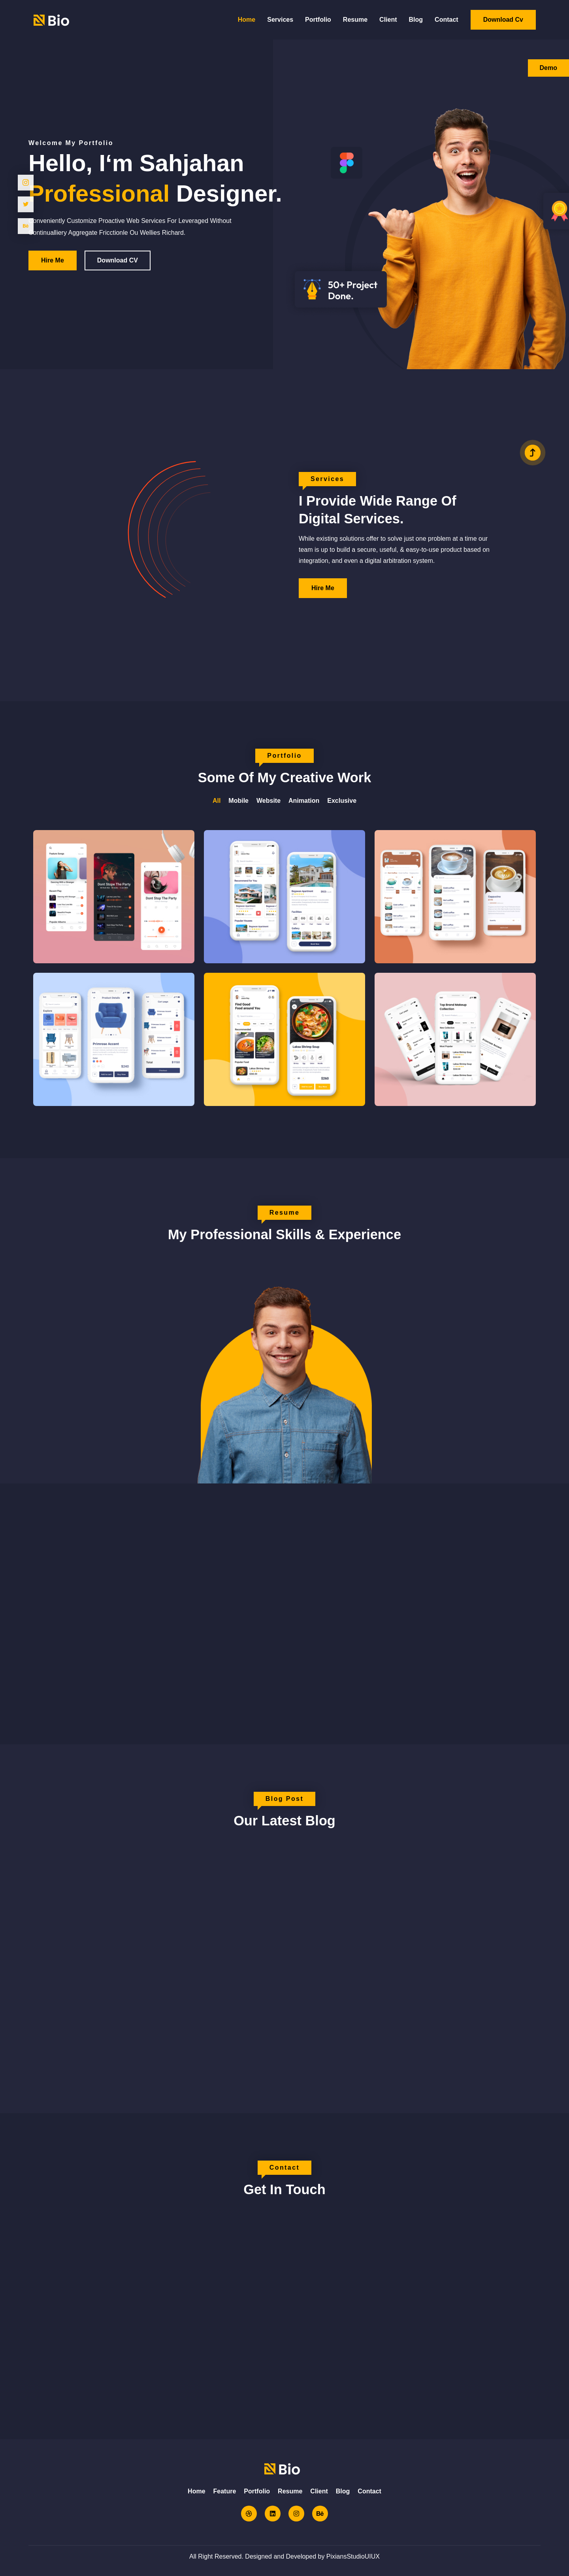 Bio
Home Services Portfolio Resume Client Blog Contact Download Cv
Demo
Welcome My Portfolio
Hello, I‘m Sahjahan
Professional Designer.
Conveniently Customize Proactive Web Services For Leveraged Without
Continualliery Aggregate Fricctionle Ou Wellies Richard.
Hire Me Download CV
50+ Project
Done.
Services
I Provide Wide Range Of
Digital Services.
While existing solutions offer to solve just one problem at a time our
team is up to build a secure, useful, & easy-to-use product based on
integration, and even a digital arbitration system.
Hire Me
Portfolio
Some Of My Creative Work
All Mobile Website Animation Exclusive
Resume
My Professional Skills & Experience
Blog Post
Our Latest Blog
Contact
Get In Touch
Bio
Home Feature Portfolio Resume Client Blog Contact
All Right Reserved. Designed and Developed by PixiansStudioUIUX